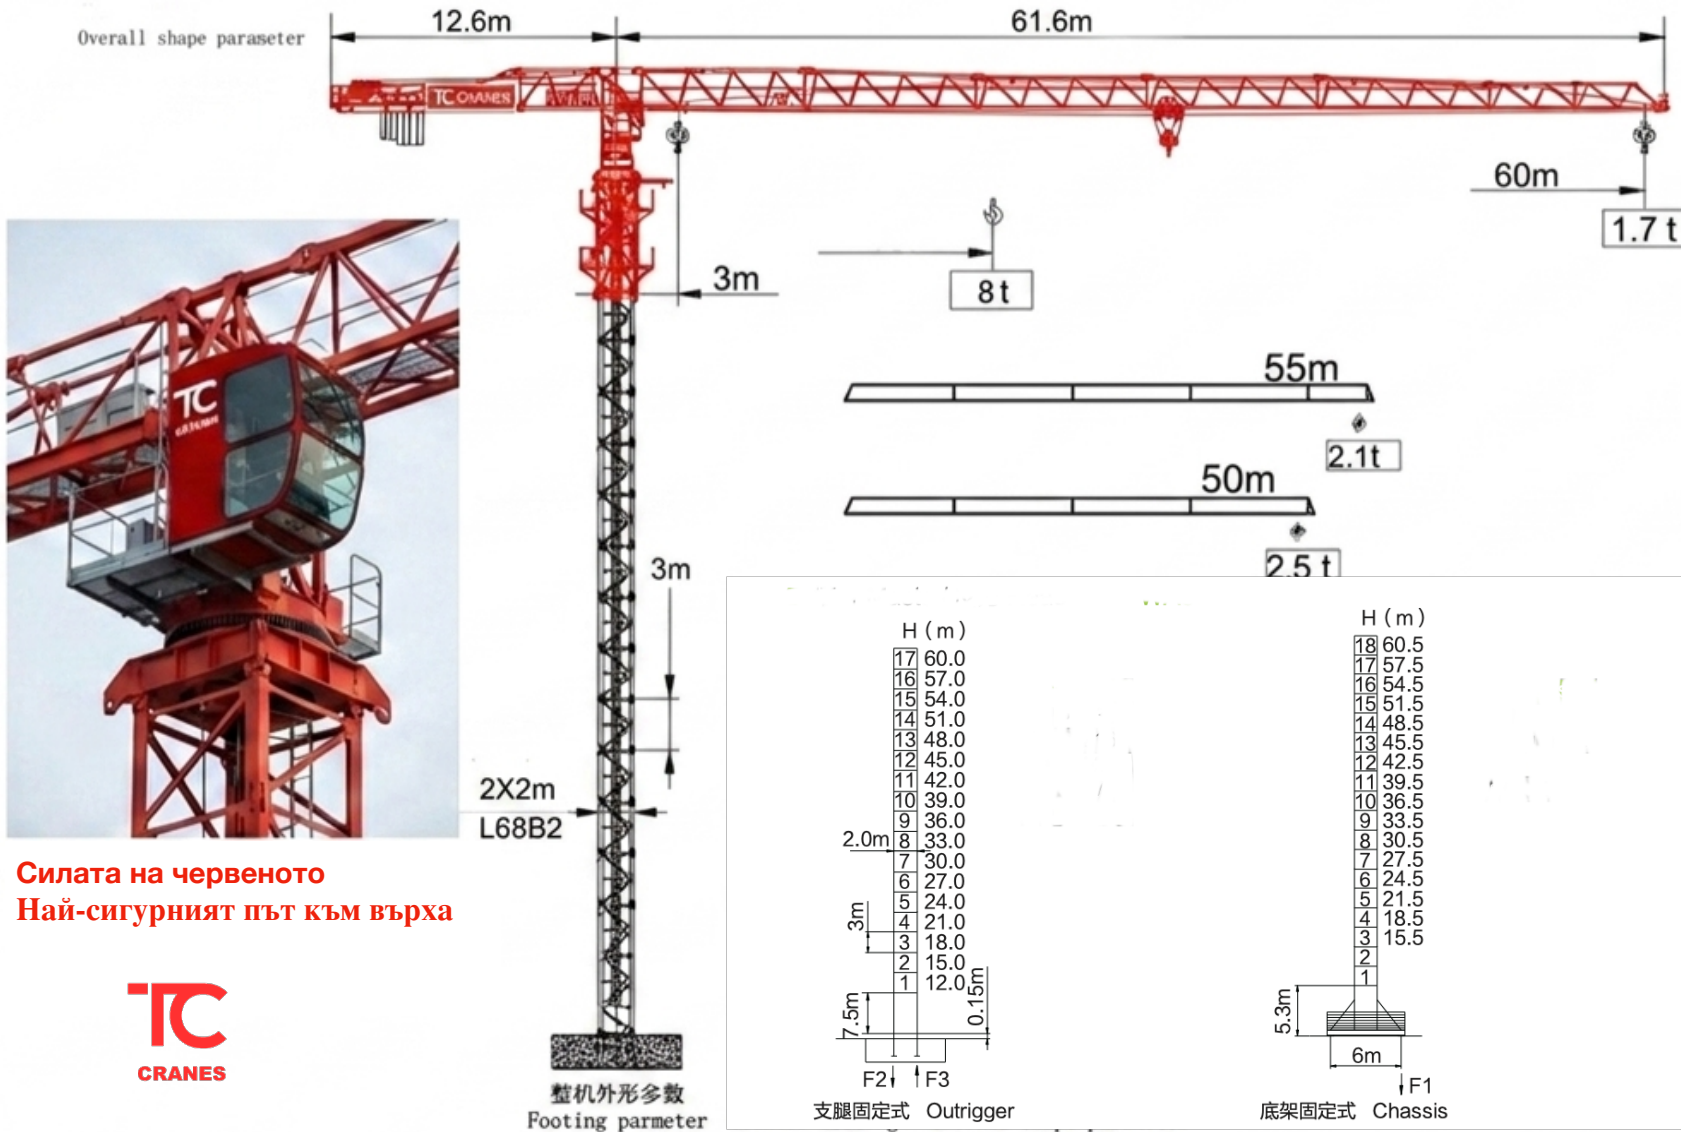 Overall shape paraseter
12.6m
61.6m
TC CRANES
60m
1.7 t
8 t
3m
55m
2.1t
50m
2.5 t
TC
3m
2X2m
L68B2
Силата на червеното
Най-сигурният път към върха
TC
CRANES
整机外形多数
Footing parmeter
H (m)
17 60.0
16 57.0
15 54.0
14 51.0
13 48.0
12 45.0
11 42.0
10 39.0
9 36.0
2.0m 8 33.0
7 30.0
6 27.0
5 24.0
4 21.0
3m 3 18.0
2 15.0
1 12.0
0.15m
7.5m
F2 F3
支腿固定式 Outrigger
H (m)
18 60.5
17 57.5
16 54.5
15 51.5
14 48.5
13 45.5
12 42.5
11 39.5
10 36.5
9 33.5
8 30.5
7 27.5
6 24.5
5 21.5
4 18.5
3 15.5
2
1
5.3m
6m
F1
底架固定式 Chassis